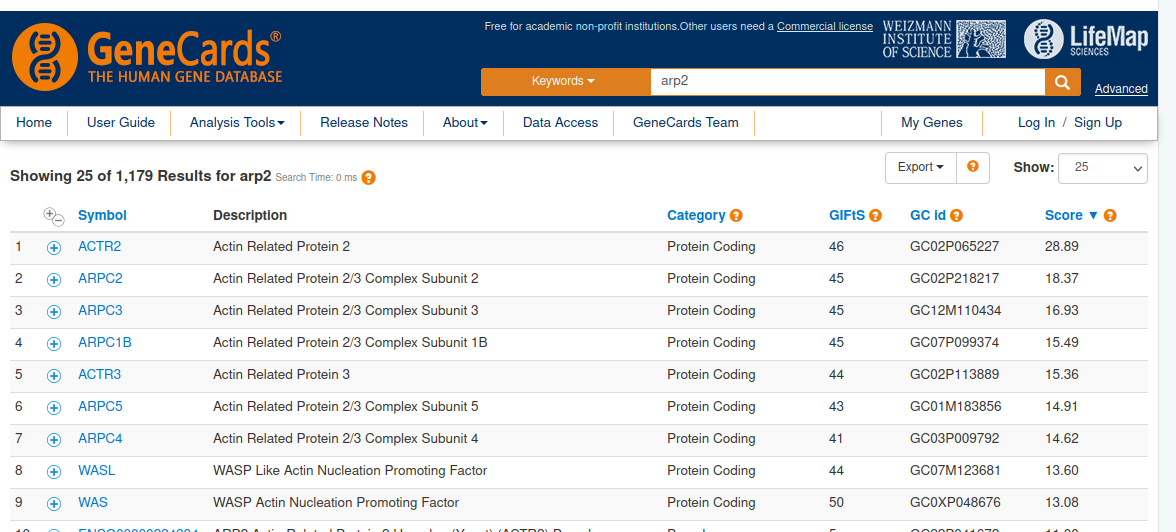 Free for academic non-profit institutions.Other users need a Commercial license
WEIZMANN
INSTITUTE
OF SCIENCE
LifeMap
SCIENCES
GeneCards®
THE HUMAN GENE DATABASE
Keywords
arp2
Advanced
Home User Guide Analysis Tools Release Notes About Data Access GeneCards Team My Genes Log In / Sign Up
Showing 25 of 1,179 Results for arp2 Search Time: 0 ms ? Export ? Show: 25
Symbol Description Category ? GIFtS ? GC id ? Score ▼ ?
1 ACTR2 Actin Related Protein 2 Protein Coding 46 GC02P065227 28.89
2 ARPC2 Actin Related Protein 2/3 Complex Subunit 2 Protein Coding 45 GC02P218217 18.37
3 ARPC3 Actin Related Protein 2/3 Complex Subunit 3 Protein Coding 45 GC12M110434 16.93
4 ARPC1B Actin Related Protein 2/3 Complex Subunit 1B Protein Coding 45 GC07P099374 15.49
5 ACTR3 Actin Related Protein 3 Protein Coding 44 GC02P113889 15.36
6 ARPC5 Actin Related Protein 2/3 Complex Subunit 5 Protein Coding 43 GC01M183856 14.91
7 ARPC4 Actin Related Protein 2/3 Complex Subunit 4 Protein Coding 41 GC03P009792 14.62
8 WASL WASP Like Actin Nucleation Promoting Factor Protein Coding 44 GC07M123681 13.60
9 WAS WASP Actin Nucleation Promoting Factor Protein Coding 50 GC0XP048676 13.08